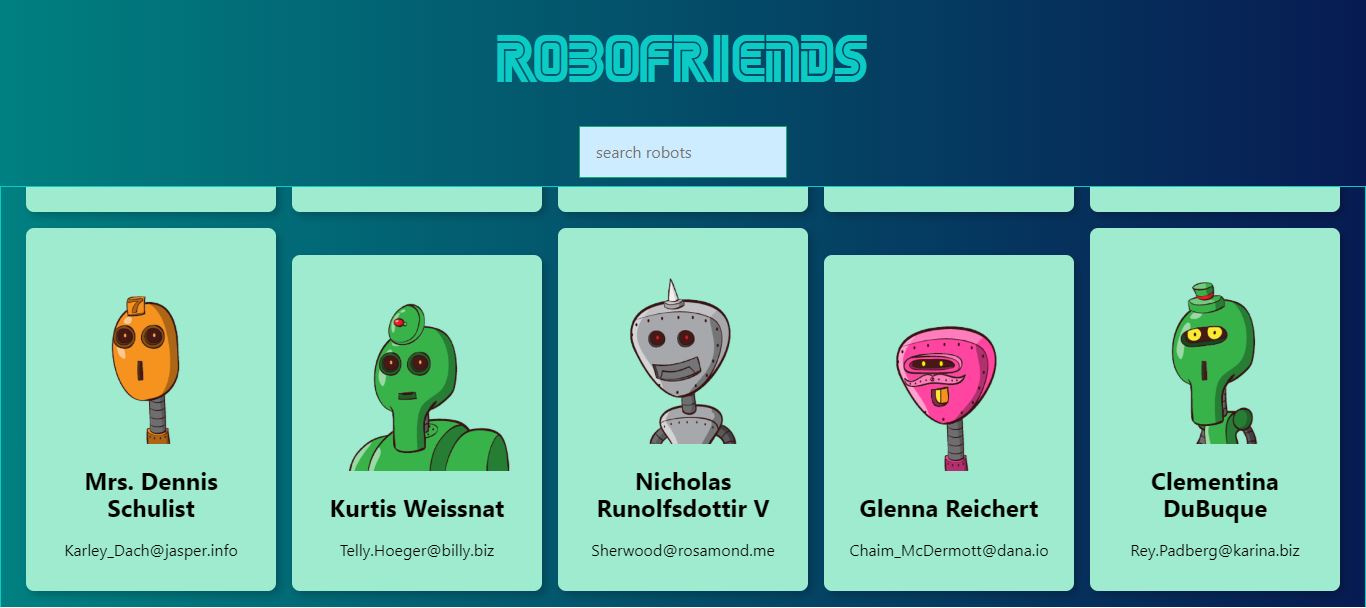 ROBOFRIENDS
search robots
7
Mrs. Dennis
Schulist
Karley_Dach@jasper.info
Kurtis Weissnat
Telly.Hoeger@billy.biz
Nicholas
Runolfsdottir V
Sherwood@rosamond.me
Glenna Reichert
Chaim_McDermott@dana.io
Clementina
DuBuque
Rey.Padberg@karina.biz